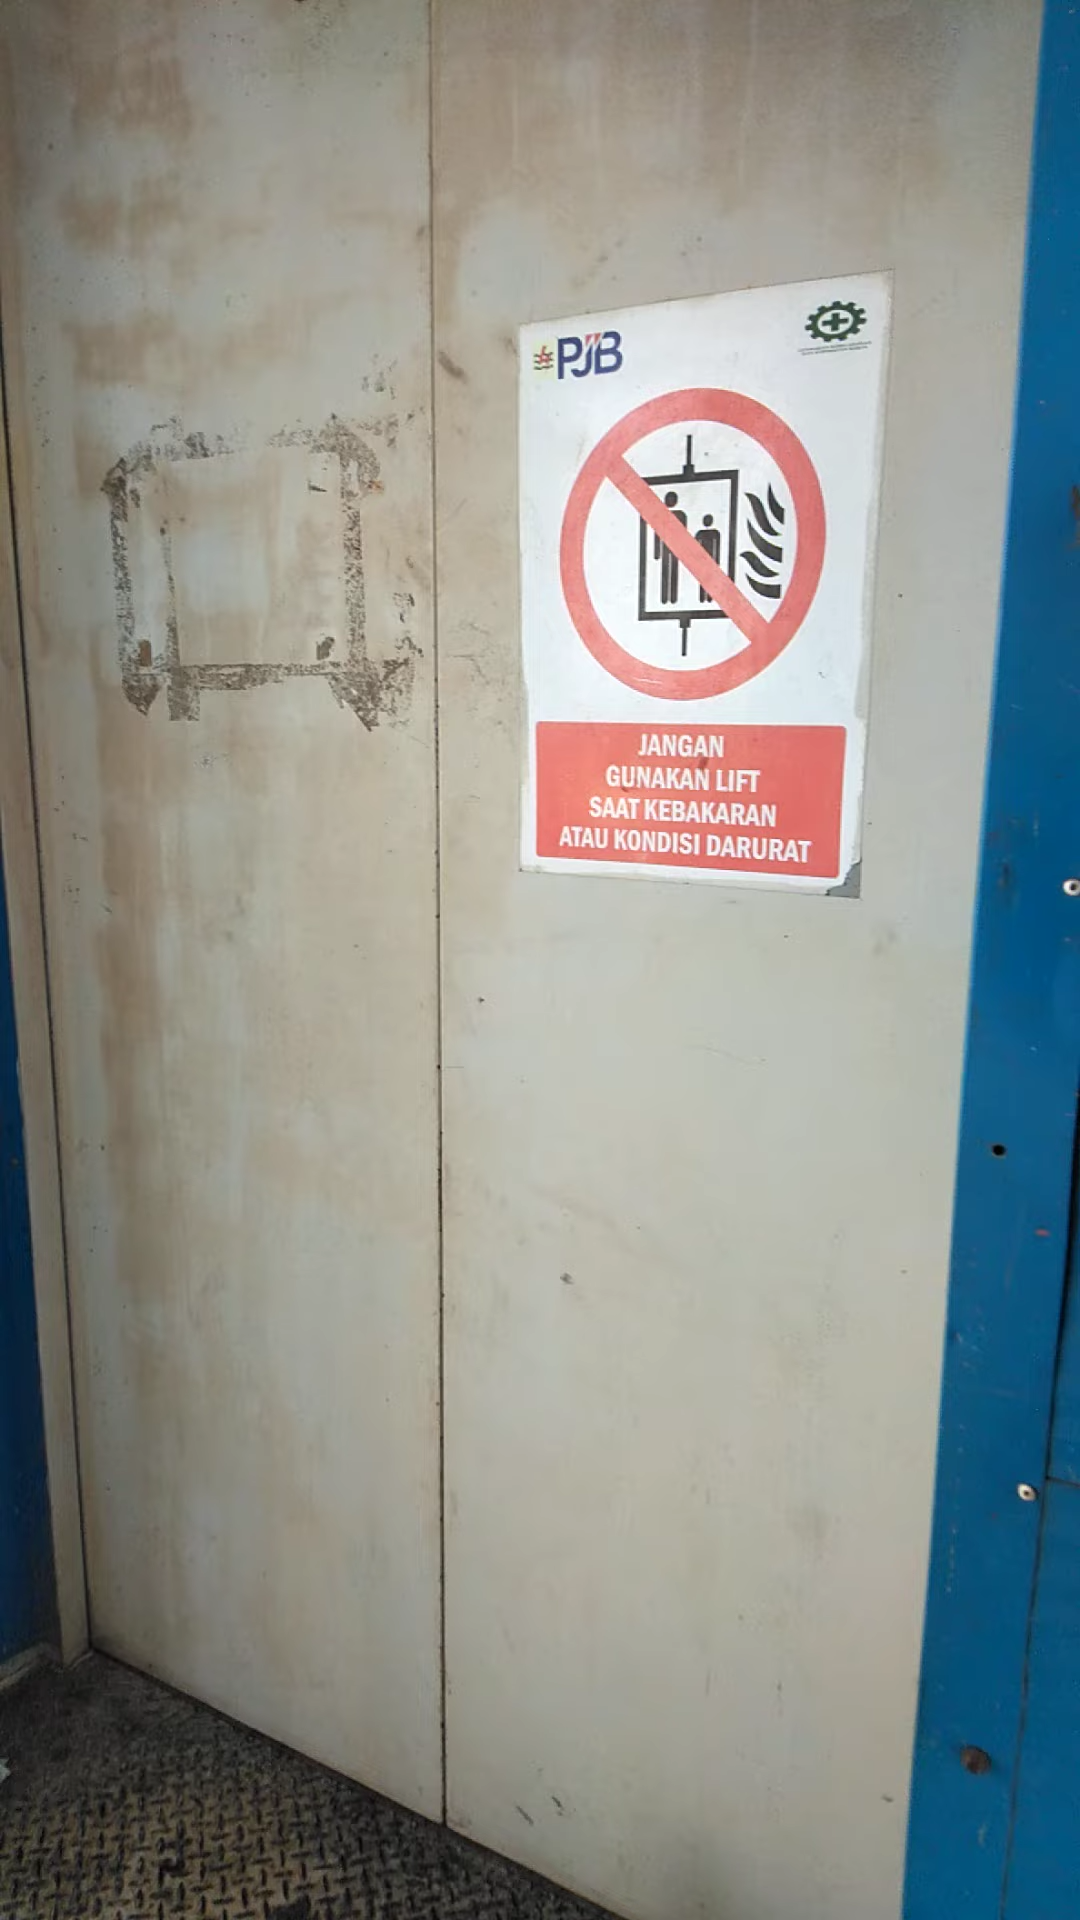 PJB
JANGAN
GUNAKAN LIFT
SAAT KEBAKARAN
ATAU KONDISI DARURAT